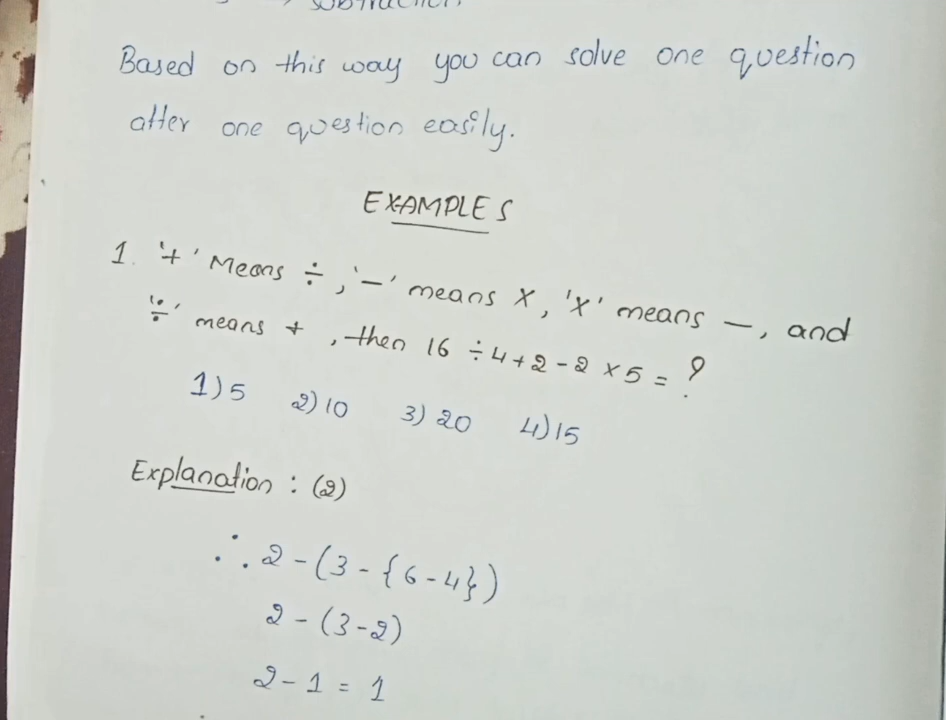 subtraction
Based on this way you can solve one question
after one question easily.
EXAMPLES
1. '+' Means ÷, '−' means ×, '×' means −, and
'÷' means +, then 16 ÷ 4 + 2 - 2 × 5 = ?
1) 5 2) 10 3) 20 4) 15
Explanation : (2)
∴ 2 - (3 - {6 - 4})
2 - (3 - 2)
2 - 1 = 1